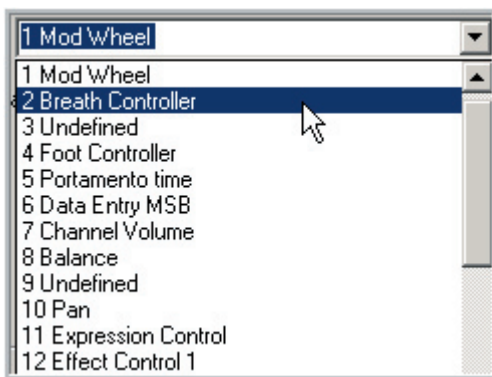 1 Mod Wheel
1 Mod Wheel
2 Breath Controller
3 Undefined
4 Foot Controller
5 Portamento time
6 Data Entry MSB
7 Channel Volume
8 Balance
9 Undefined
10 Pan
11 Expression Control
12 Effect Control 1